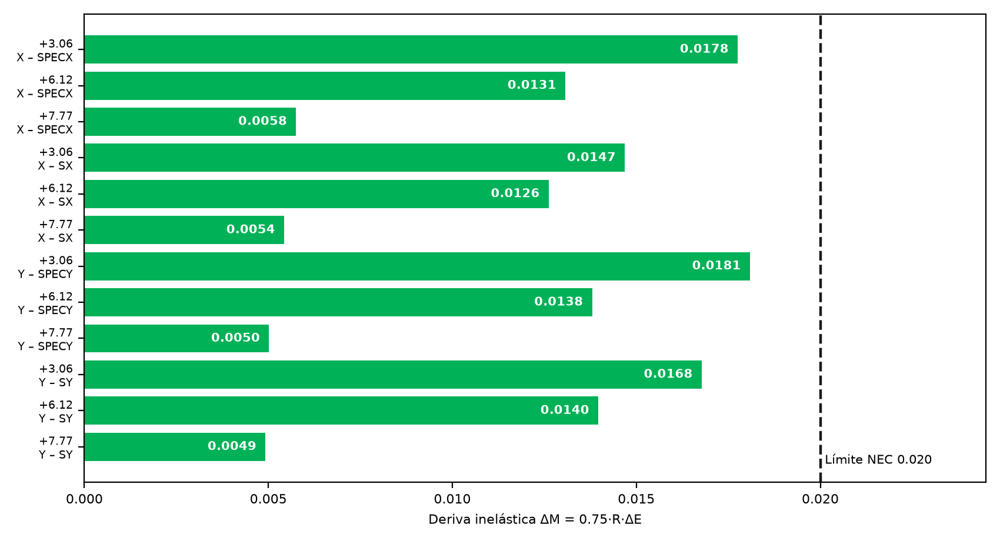 +3.06
X – SPECX
0.0178
+6.12
X – SPECX
0.0131
+7.77
X – SPECX
0.0058
+3.06
X – SX
0.0147
+6.12
X – SX
0.0126
+7.77
X – SX
0.0054
+3.06
Y – SPECY
0.0181
+6.12
Y – SPECY
0.0138
+7.77
Y – SPECY
0.0050
+3.06
Y – SY
0.0168
+6.12
Y – SY
0.0140
+7.77
Y – SY
0.0049
Límite NEC 0.020
0.000 0.005 0.010 0.015 0.020
Deriva inelástica ΔM = 0.75·R·ΔE